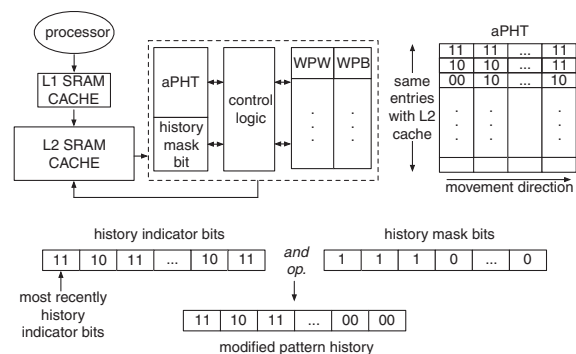 processor
L1 SRAM
CACHE
L2 SRAM
CACHE
aPHT
history
mask
bit
control
logic
WPW WPB
. .
. .
. .
same
entries
with L2
cache
aPHT
11 11 ... 11
10 10 ... 11
00 10 ... 10
. . . .
. . . .
. . . .
movement direction
history indicator bits
11 10 11 ... 10 11
most recently
history
indicator bits
and
op.
history mask bits
1 1 1 0 ... 0
11 10 11 ... 00 00
modified pattern history